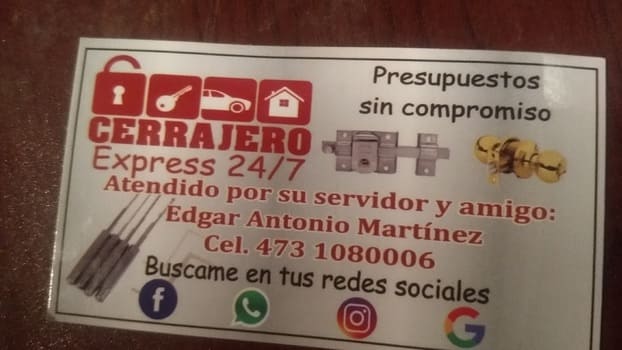 Presupuestos
sin compromiso
CERRAJERO
Express 24/7
Atendido por su servidor y amigo:
Edgar Antonio Martínez
Cel. 473 1080006
Buscame en tus redes sociales